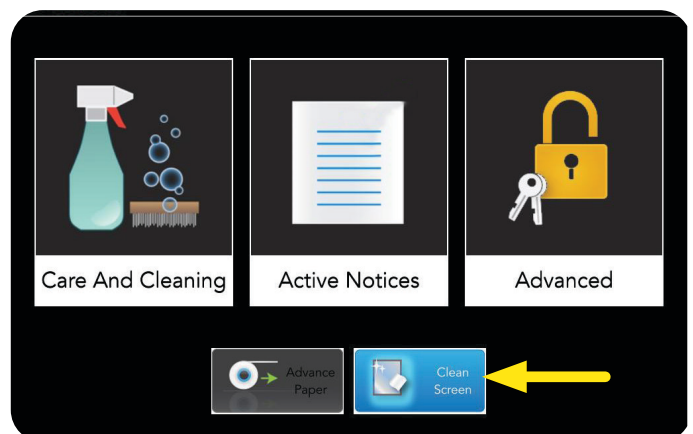 Care And Cleaning
Active Notices
Advanced
Advance
Paper
Clean
Screen